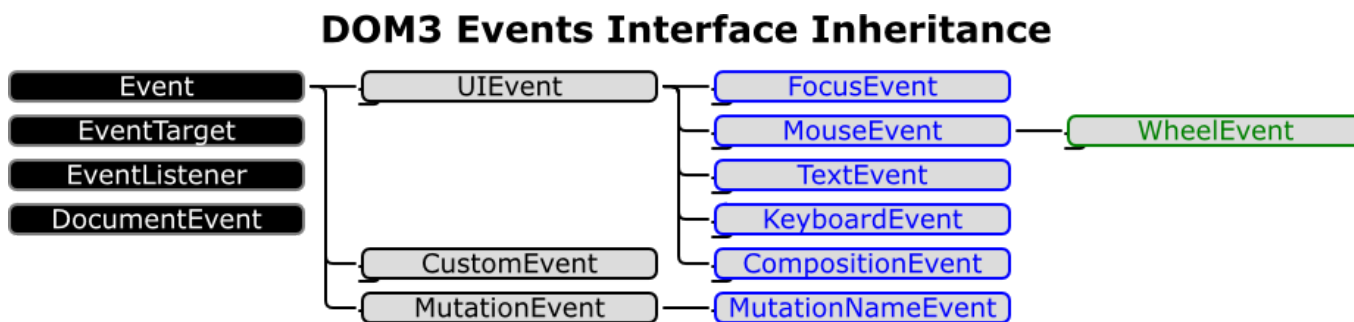 DOM3 Events Interface Inheritance
Event
UIEvent
FocusEvent
EventTarget
MouseEvent
WheelEvent
EventListener
TextEvent
DocumentEvent
KeyboardEvent
CustomEvent
CompositionEvent
MutationEvent
MutationNameEvent